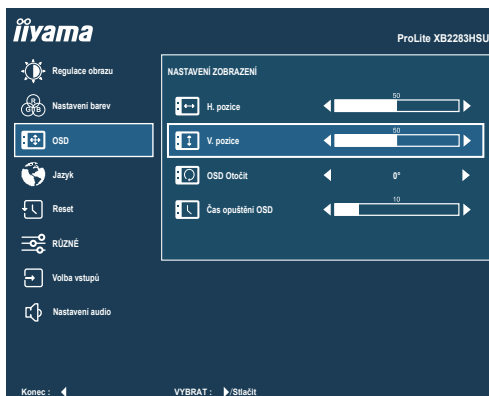 iiyama
ProLite XB2283HSU
Regulace obrazu
Nastavení barev
R
G B
OSD
Jazyk
Reset
RŮZNÉ
Volba vstupů
Nastavení audio
NASTAVENÍ ZOBRAZENÍ
H. pozice
50
V. pozice
50
OSD Otočit
0°
Čas opuštění OSD
10
Konec :
VYBRAT : /Stlačit